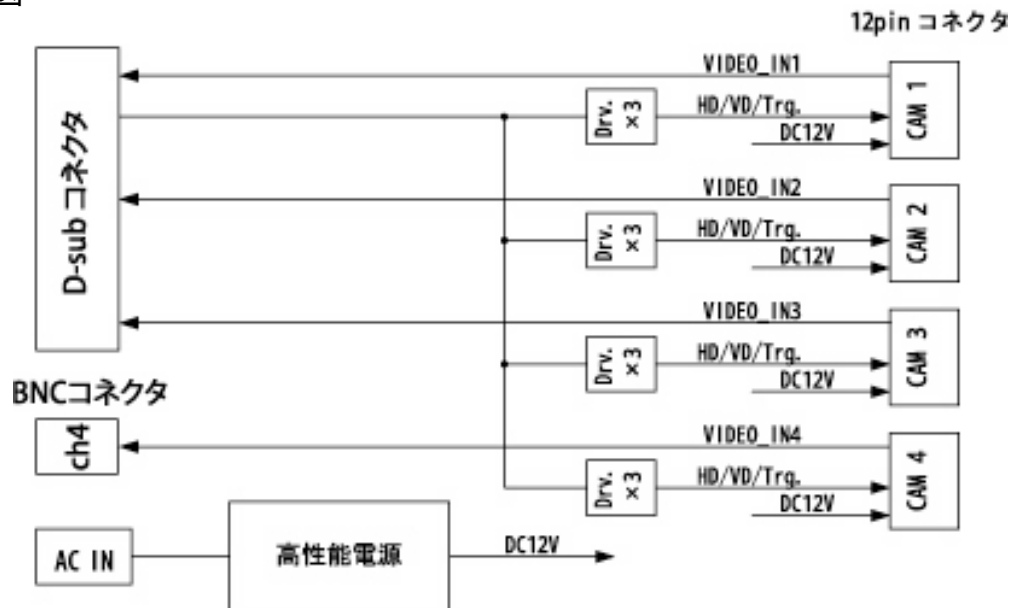 12pin コネクタ
D-sub コネクタ
VIDEO_IN1
Drv.
×3
HD/VD/Trg.
DC12V
CAM 1
VIDEO_IN2
Drv.
×3
HD/VD/Trg.
DC12V
CAM 2
VIDEO_IN3
Drv.
×3
HD/VD/Trg.
DC12V
CAM 3
BNCコネクタ
ch4
VIDEO_IN4
Drv.
×3
HD/VD/Trg.
DC12V
CAM 4
AC IN
高性能電源
DC12V